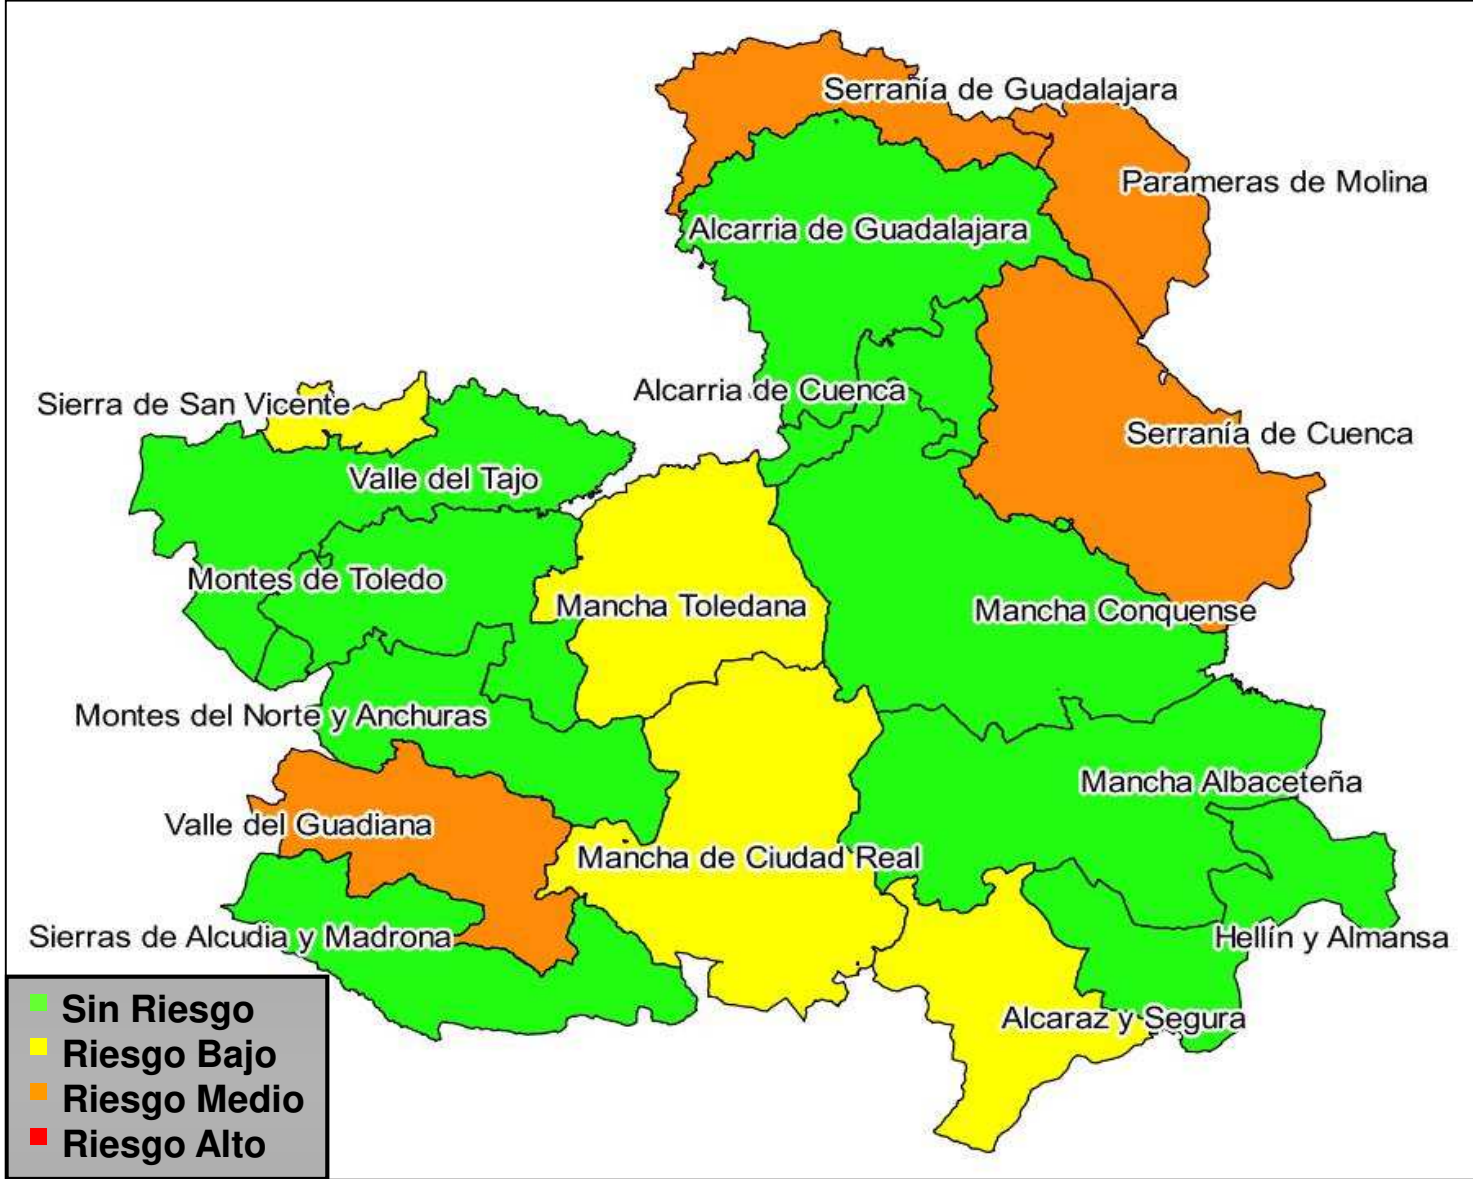 Serranía de Guadalajara
Parameras de Molina
Alcarria de Guadalajara
Alcarria de Cuenca
Sierra de San Vicente
Serranía de Cuenca
Valle del Tajo
Montes de Toledo
Mancha Toledana
Mancha Conquense
Montes del Norte y Anchuras
Mancha Albaceteña
Valle del Guadiana
Mancha de Ciudad Real
Sierras de Alcudia y Madrona
Hellín y Almansa
Alcaraz y Segura
Sin Riesgo
Riesgo Bajo
Riesgo Medio
Riesgo Alto